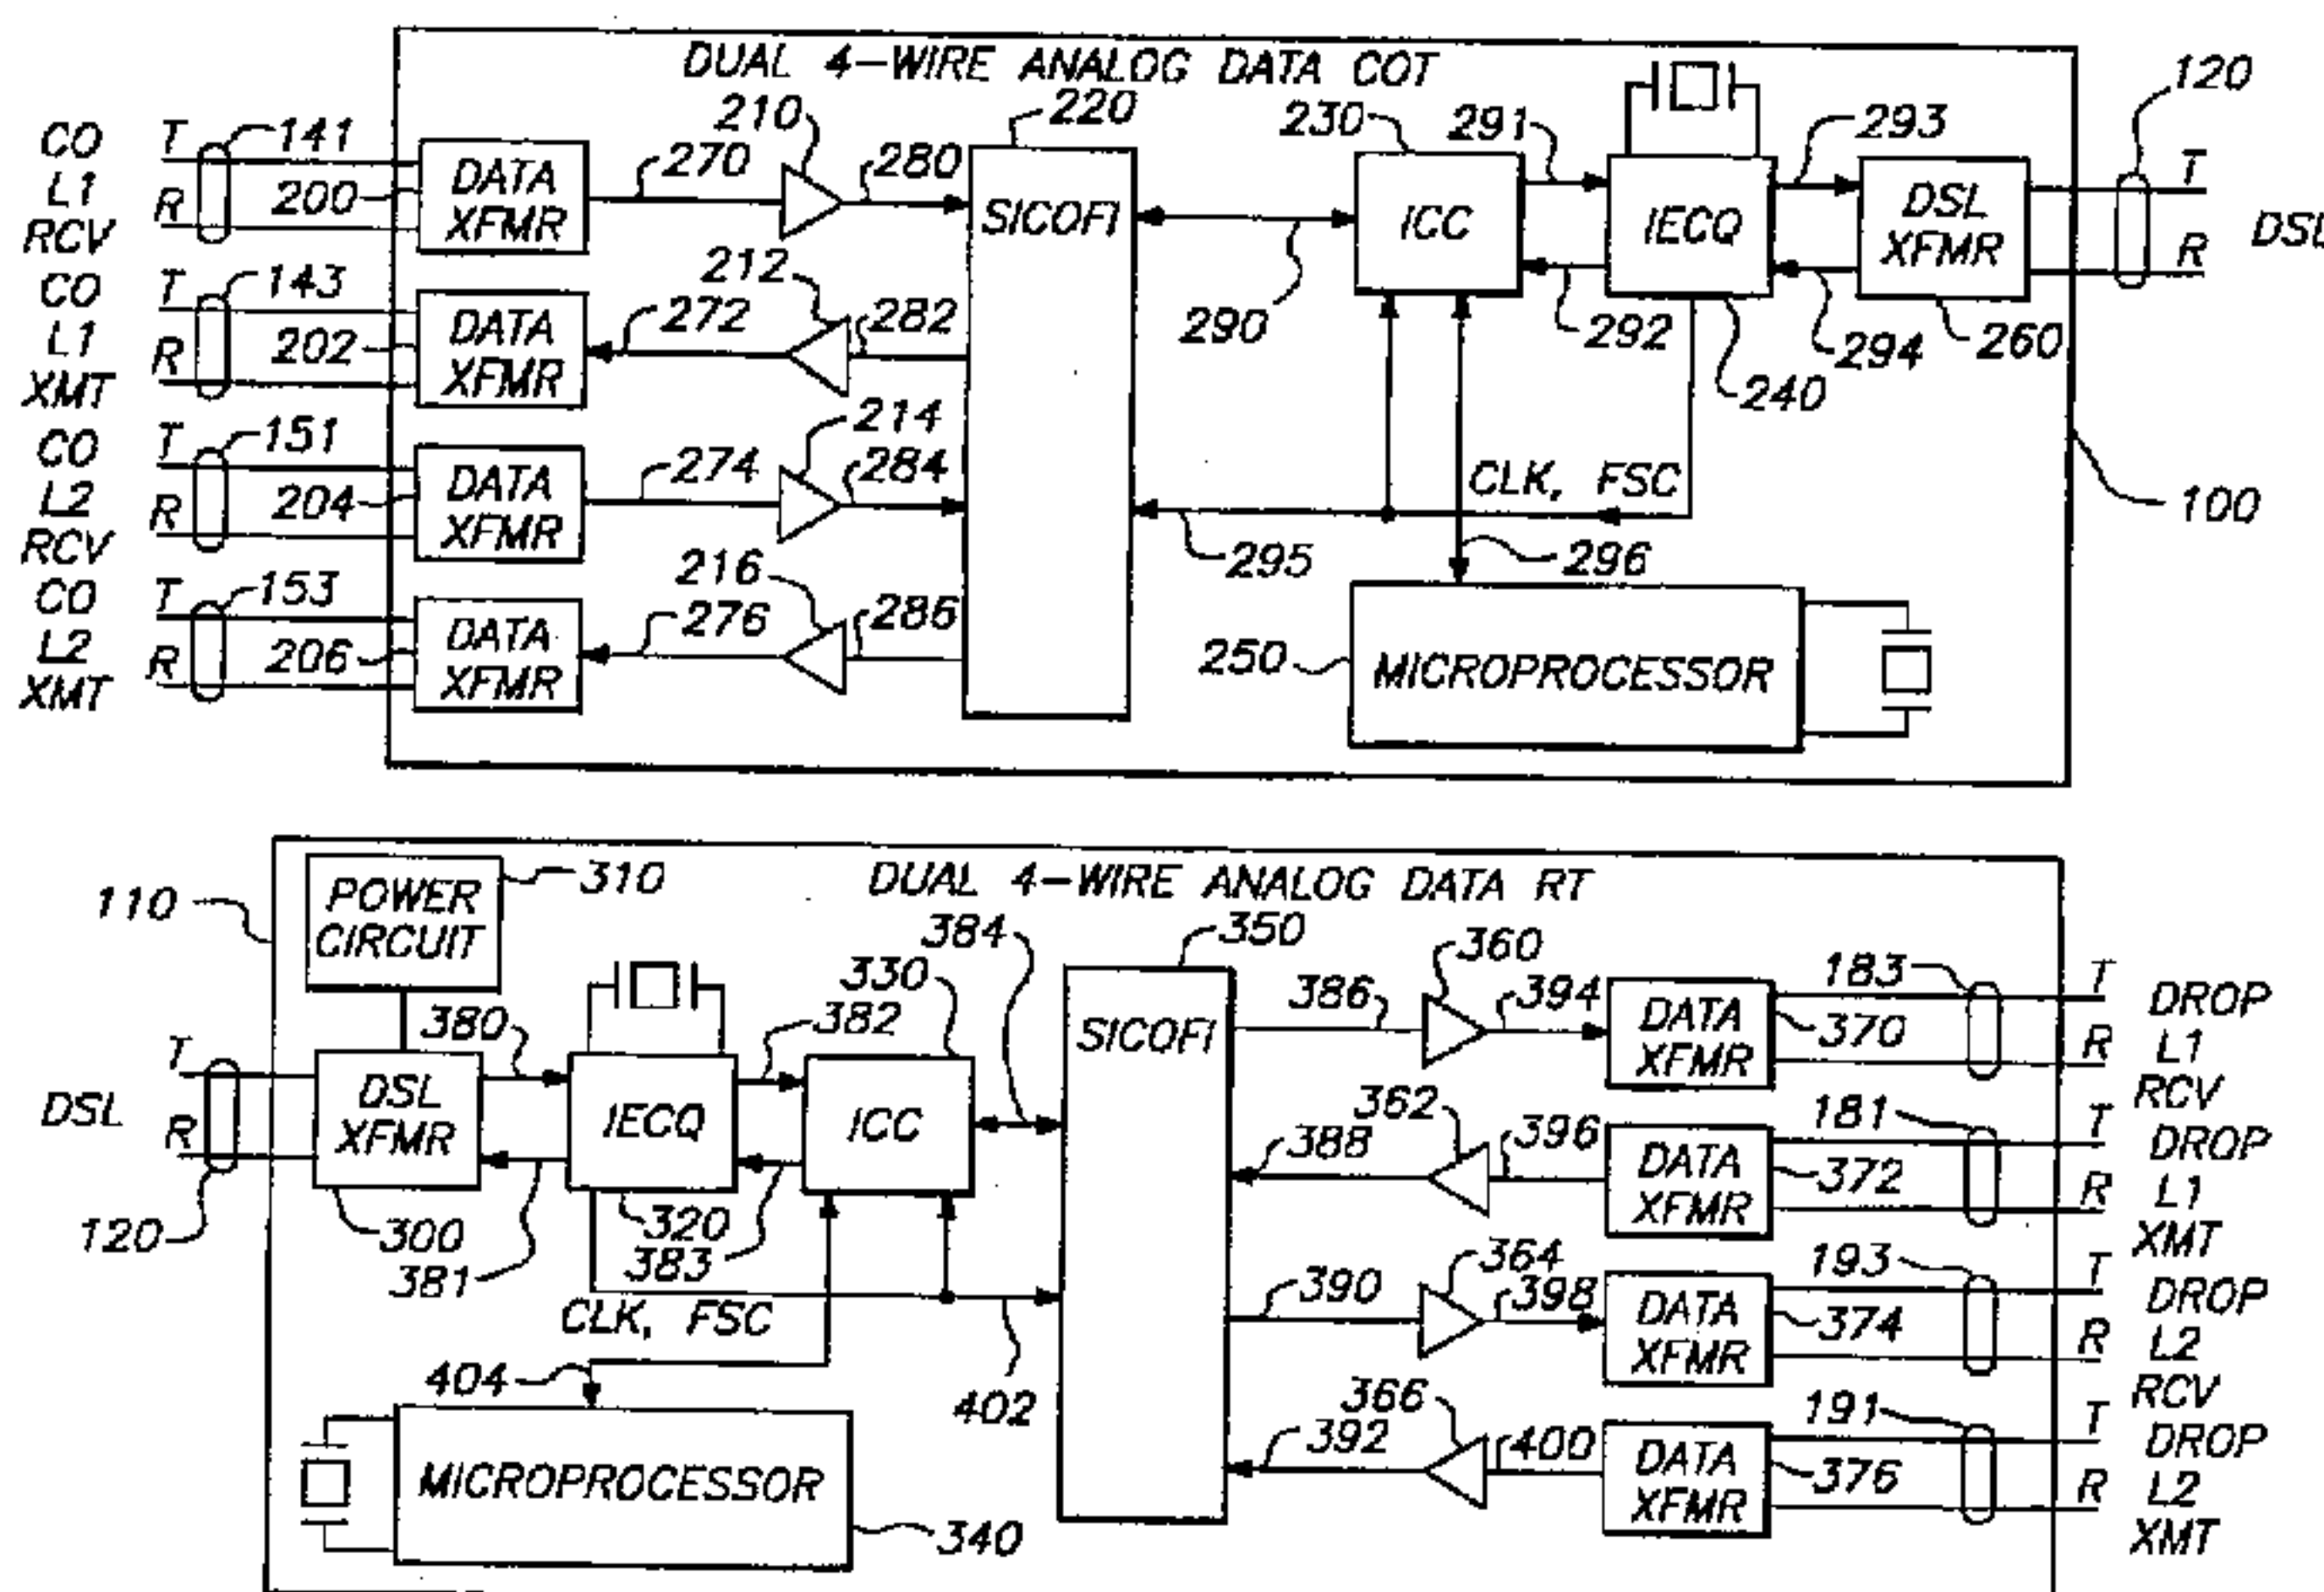 DUAL 4-WIRE ANALOG DATA COT
CO
L1
RCV
T
R
141
200
DATA
XFMR
270
210
280
220
SICOFI
230
ICC
291
290
292
IECQ
293
294
240
DSL
XFMR
260
120
T
R
DSL
CO
L1
XMT
T
R
143
202
DATA
XFMR
272
212
282
CO
L2
RCV
T
R
151
204
DATA
XFMR
274
214
284
CLK, FSC
295
296
100
CO
L2
XMT
T
R
153
206
DATA
XFMR
276
216
286
250
MICROPROCESSOR
DUAL 4-WIRE ANALOG DATA RT
110
POWER
CIRCUIT
310
DSL
T
R
120
DSL
XFMR
300
380
381
IECQ
320
382
383
ICC
330
384
CLK, FSC
402
404
MICROPROCESSOR
340
SICOFI
350
386
360
394
DATA
XFMR
370
183
T
R
DROP
L1
RCV
388
362
396
DATA
XFMR
372
181
T
R
DROP
L1
XMT
390
364
398
DATA
XFMR
374
193
T
R
DROP
L2
RCV
392
366
400
DATA
XFMR
376
191
T
R
DROP
L2
XMT